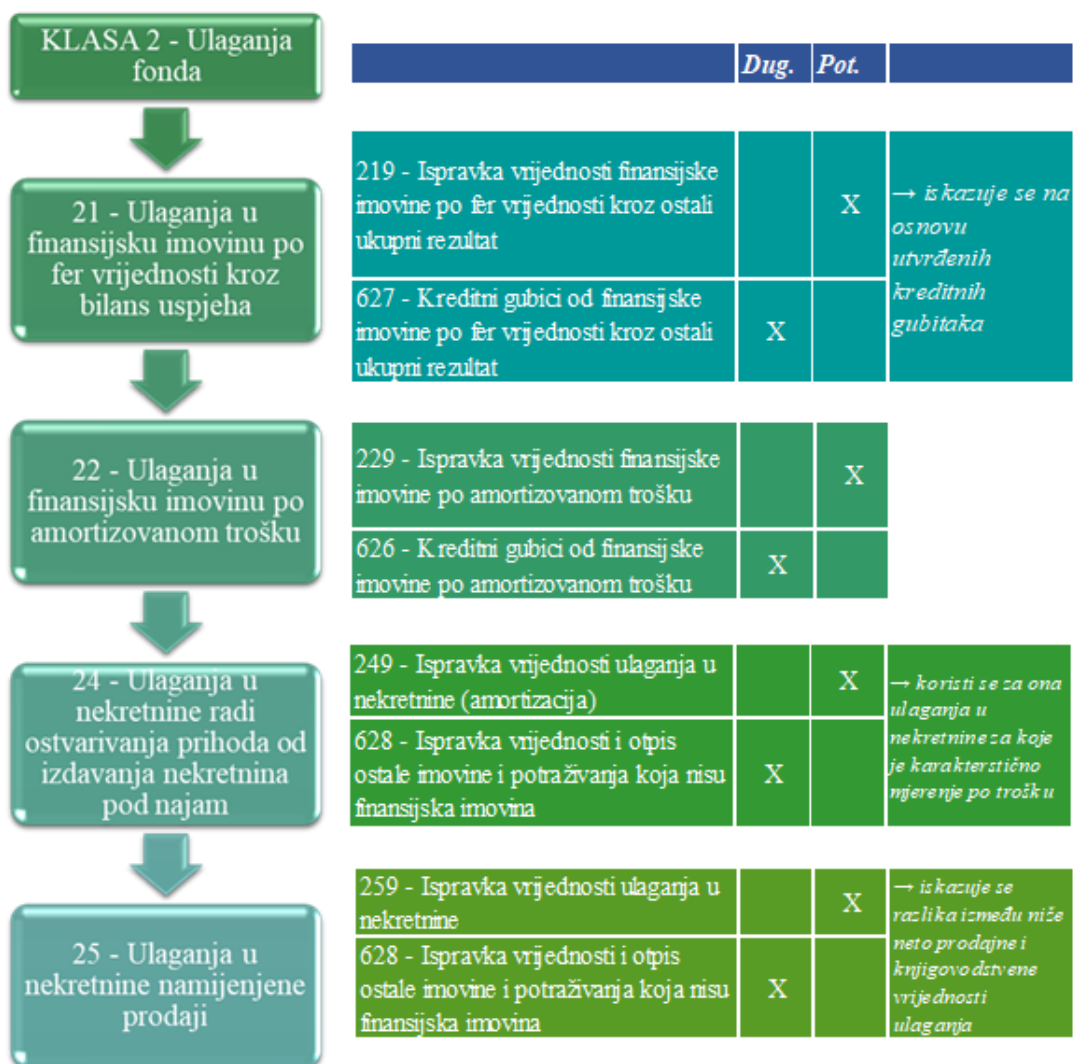 KLASA 2 - Ulaganja
fonda
Dug.
Pot.
21 - Ulaganja u
finansijsku imovinu po
fer vrijednosti kroz
bilans uspjeha
219 - Ispravka vrijednosti finansijske
imovine po fer vrijednosti kroz ostali
ukupni rezultat
X
→ iskazuje se na
osnovu
utvrđenih
kreditnih
gubitaka
627 - Kreditni gubici od finansijske
imovine po fer vrijednosti kroz ostali
ukupni rezultat
X
22 - Ulaganja u
finansijsku imovinu po
amortizovanom trošku
229 - Ispravka vrijednosti finansijske
imovine po amortizovanom trošku
X
626 - Kreditni gubici od finansijske
imovine po amortizovanom trošku
X
24 - Ulaganja u
nekretnine radi
ostvarivanja prihoda od
izdavanja nekretnina
pod najam
249 - Ispravka vrijednosti ulaganja u
nekretnine (amortizacija)
X
→ koristi se za ona
ulaganja u
nekretnine za koje
je karakterstično
mjerenje po trošku
628 - Ispravka vrijednosti i otpis
ostale imovine i potraživanja koja nisu
finansijska imovina
X
25 - Ulaganja u
nekretnine namijenjene
prodaji
259 - Ispravka vrijednosti ulaganja u
nekretnine
X
→ iskazuje se
razlika između niže
neto prodajne i
knjigovodstvene
vrijednosti
ulaganja
628 - Ispravka vrijednosti i otpis
ostale imovine i potraživanja koja nisu
finansijska imovina
X